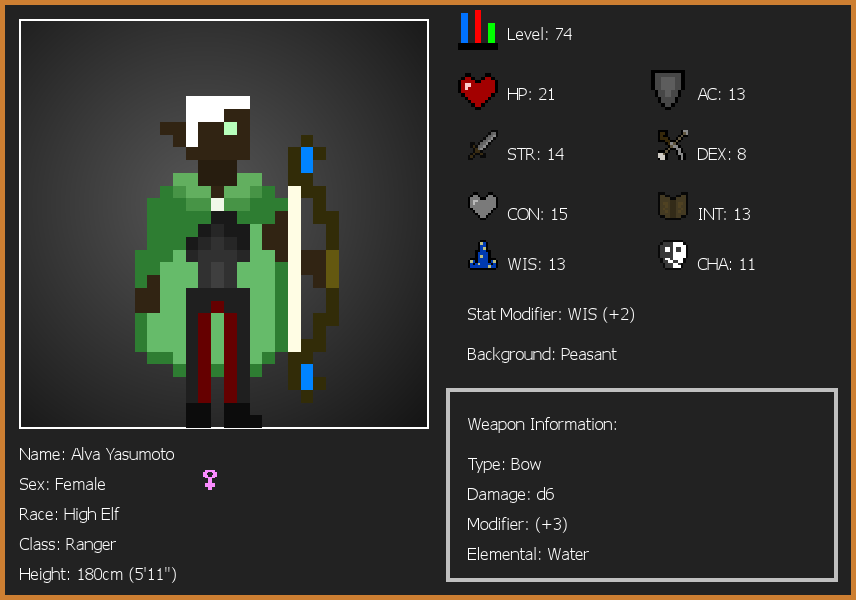 Level: 74
HP: 21
AC: 13
STR: 14
DEX: 8
CON: 15
INT: 13
WIS: 13
CHA: 11
Stat Modifier: WIS (+2)
Background: Peasant
Weapon Information:
Type: Bow
Damage: d6
Modifier: (+3)
Elemental: Water
Name: Alva Yasumoto
Sex: Female
Race: High Elf
Class: Ranger
Height: 180cm (5'11")